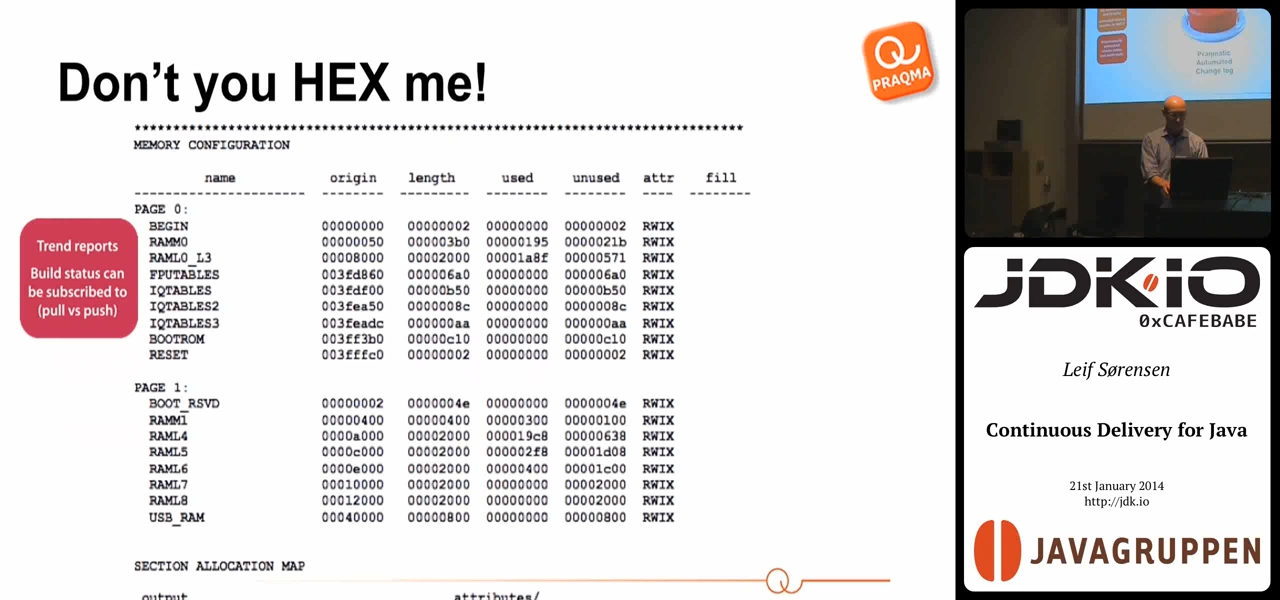 Don't you HEX me!
PRAQMA
*******************************************************************************
MEMORY CONFIGURATION
name origin length used unused attr fill
---------------------- -------- --------- -------- -------- ---- --------
PAGE 0:
BEGIN 00000000 00000002 00000000 00000002 RWIX
RAMM0 00000050 000003b0 00000195 0000021b RWIX
RAML0_L3 00008000 00002000 00001a8f 00000571 RWIX
FPUTABLES 003fd860 000006a0 00000000 000006a0 RWIX
IQTABLES 003fdf00 00000b50 00000000 00000b50 RWIX
IQTABLES2 003fea50 0000008c 00000000 0000008c RWIX
IQTABLES3 003feadc 000000aa 00000000 000000aa RWIX
BOOTROM 003ff3b0 00000c10 00000000 00000c10 RWIX
RESET 003fffc0 00000002 00000000 00000002 RWIX
PAGE 1:
BOOT_RSVD 00000002 0000004e 00000000 0000004e RWIX
RAMM1 00000400 00000400 00000300 00000100 RWIX
RAML4 0000a000 00002000 000019c8 00000638 RWIX
RAML5 0000c000 00002000 000002f8 00001d08 RWIX
RAML6 0000e000 00002000 00000400 00001c00 RWIX
RAML7 00010000 00002000 00000000 00002000 RWIX
RAML8 00012000 00002000 00000000 00002000 RWIX
USB_RAM 00040000 00000800 00000000 00000800 RWIX
SECTION ALLOCATION MAP
output attributes/
Trend reports
Build status can
be subscribed to
(pull vs push)
Pragmatic
Automated
Change log
JDK.IO
0xCAFEBABE
Leif Sørensen
Continuous Delivery for Java
21st January 2014
http://jdk.io
JAVAGRUPPEN